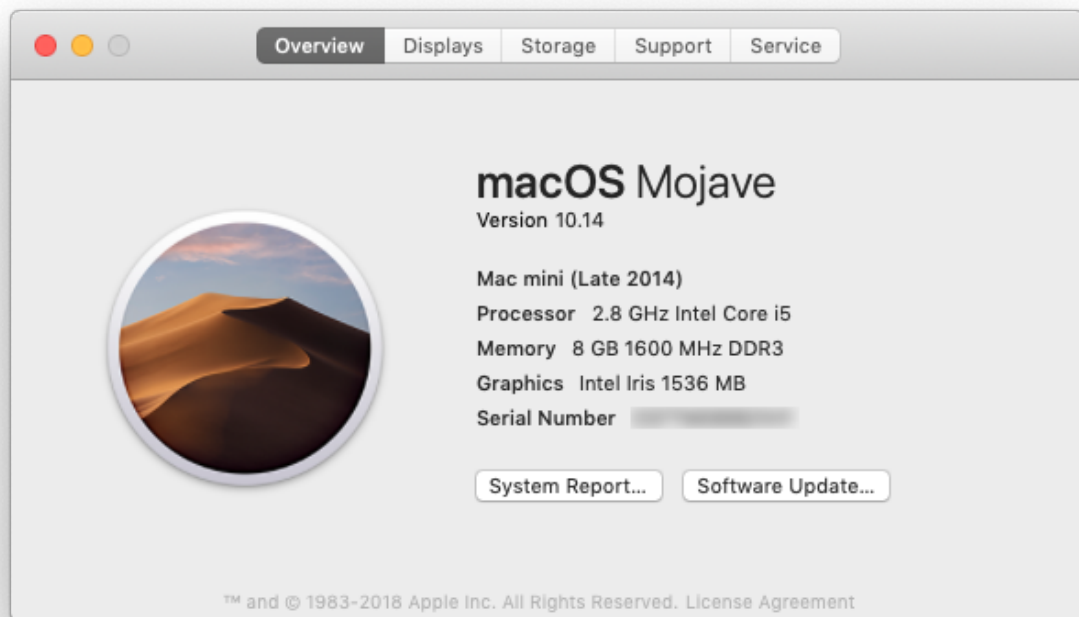 Overview Displays Storage Support Service
macOS Mojave
Version 10.14
Mac mini (Late 2014)
Processor 2.8 GHz Intel Core i5
Memory 8 GB 1600 MHz DDR3
Graphics Intel Iris 1536 MB
Serial Number
System Report... Software Update...
™ and © 1983-2018 Apple Inc. All Rights Reserved. License Agreement